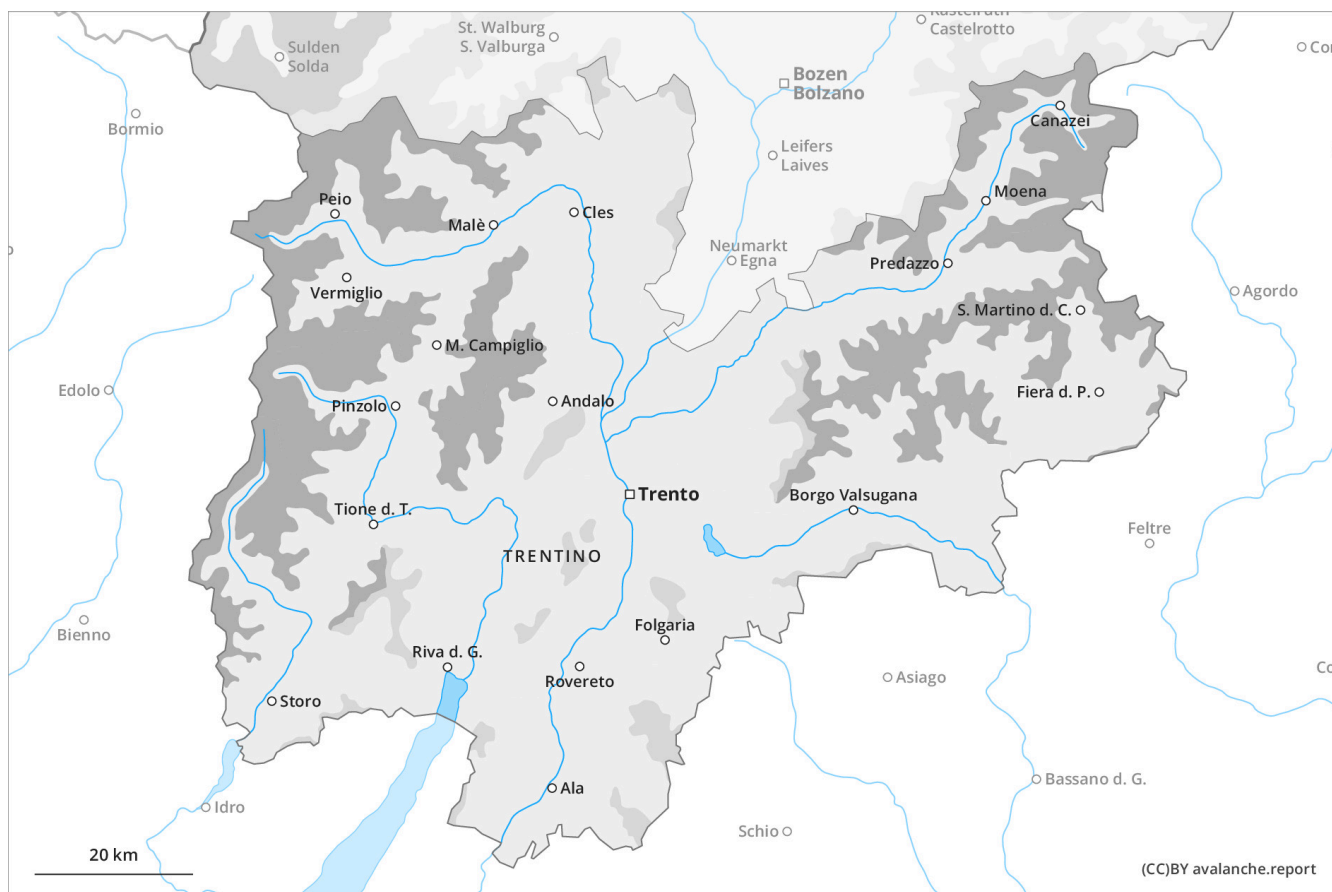 Kastelruth
Castelrotto
St. Walburg
S. Valburga
Sulden
Solda
Bozen
Bolzano
Bormio
Canazei
Leifers
Laives
Moena
Peio
Malè
Cles
Neumarkt
Egna
Predazzo
Vermiglio
Agordo
S. Martino d. C.
M. Campiglio
Edolo
Pinzolo
Andalo
Fiera d. P.
Trento
Borgo Valsugana
Tione d. T.
Feltre
TRENTINO
Bienno
Folgaria
Riva d. G.
Rovereto
Asiago
Storo
Ala
Bassano d. G.
Idro
Schio
20 km
(CC)BY avalanche.report